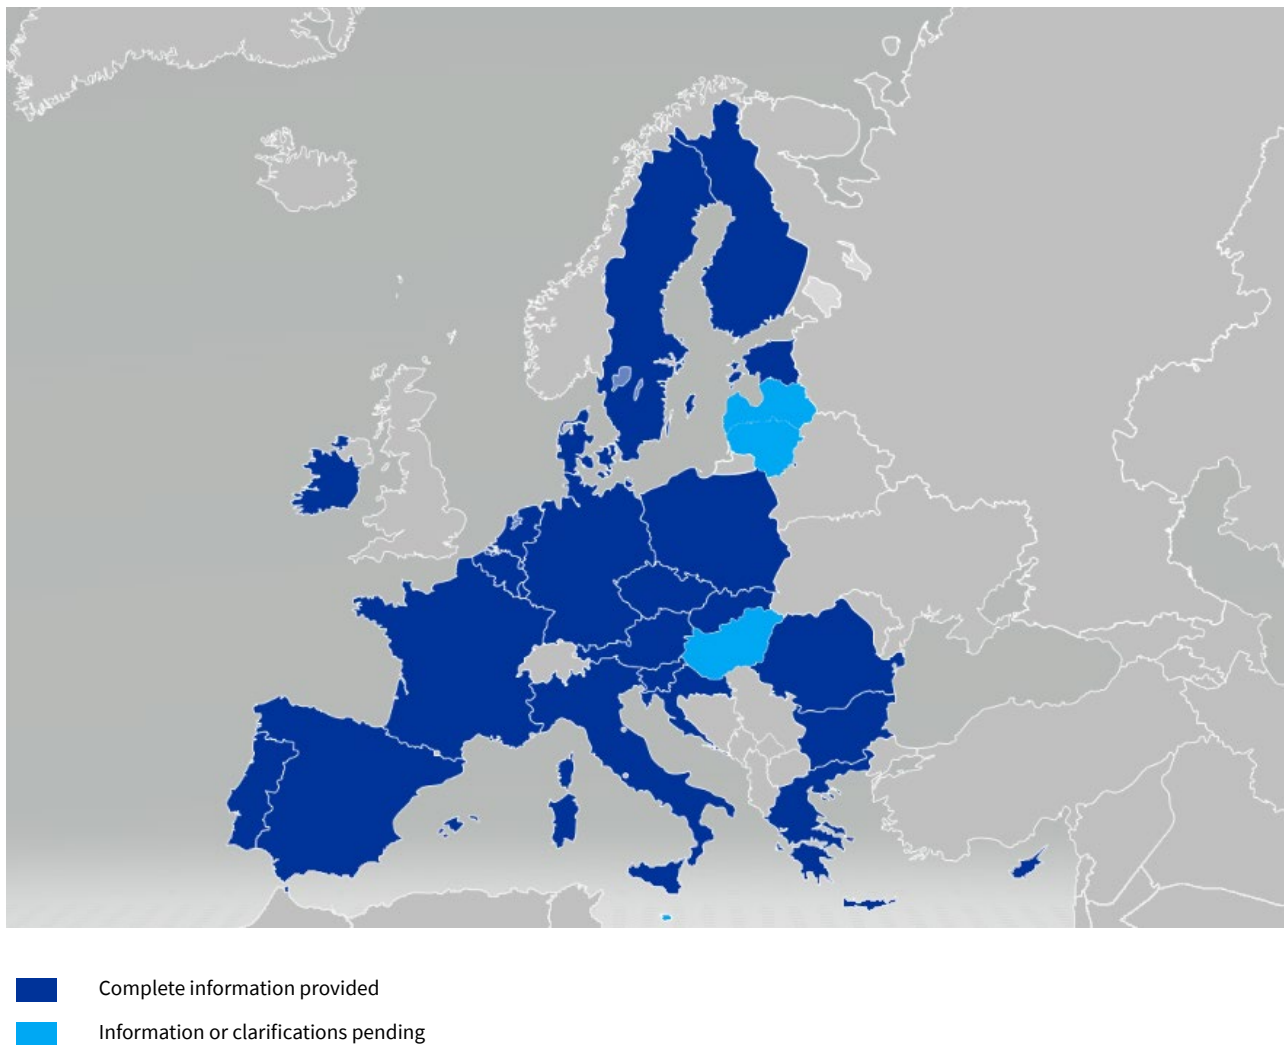 Complete information provided
Information or clarifications pending